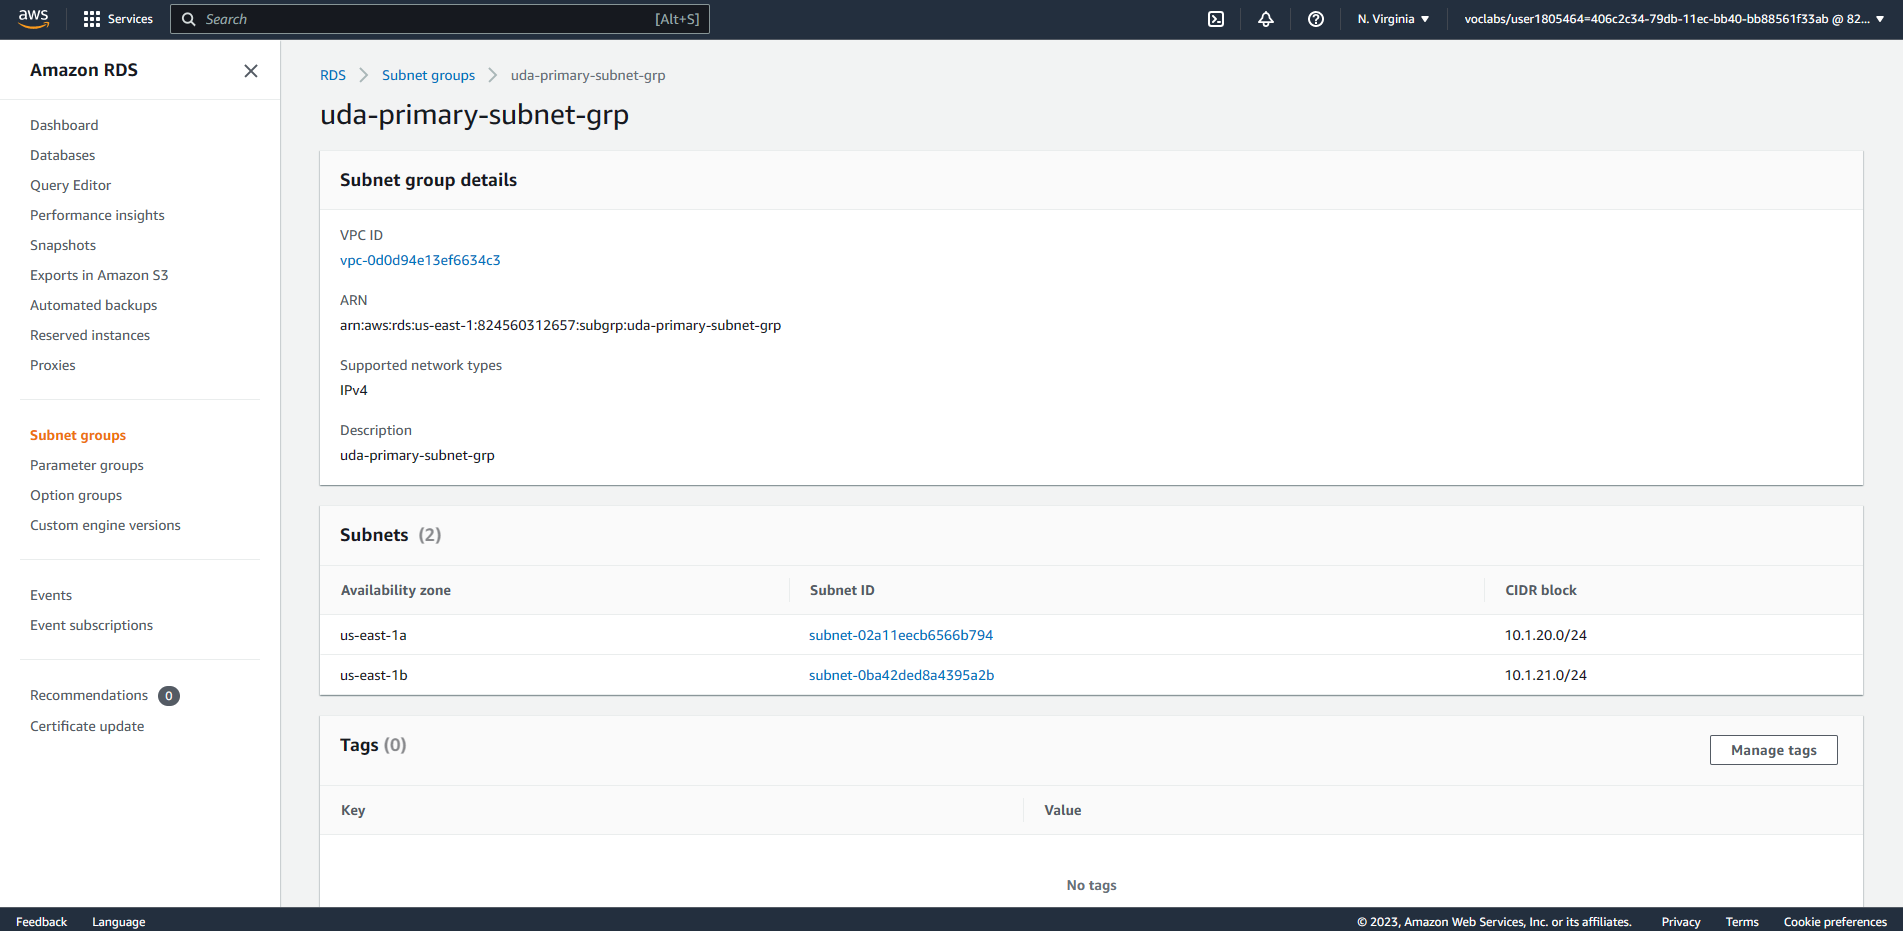 aws Services Search [Alt+S] N. Virginia voclabs/user1805464=406c2c34-79db-11ec-bb40-bb88561f33ab @ 82...
Amazon RDS
Dashboard
Databases
Query Editor
Performance insights
Snapshots
Exports in Amazon S3
Automated backups
Reserved instances
Proxies
Subnet groups
Parameter groups
Option groups
Custom engine versions
Events
Event subscriptions
Recommendations 0
Certificate update
RDS Subnet groups uda-primary-subnet-grp
uda-primary-subnet-grp
Subnet group details
VPC ID
vpc-0d0d94e13ef6634c3
ARN
arn:aws:rds:us-east-1:824560312657:subgrp:uda-primary-subnet-grp
Supported network types
IPv4
Description
uda-primary-subnet-grp
Subnets (2)
Availability zone Subnet ID CIDR block
us-east-1a subnet-02a11eecb6566b794 10.1.20.0/24
us-east-1b subnet-0ba42ded8a4395a2b 10.1.21.0/24
Tags (0) Manage tags
Key Value
No tags
Feedback Language © 2023, Amazon Web Services, Inc. or its affiliates. Privacy Terms Cookie preferences